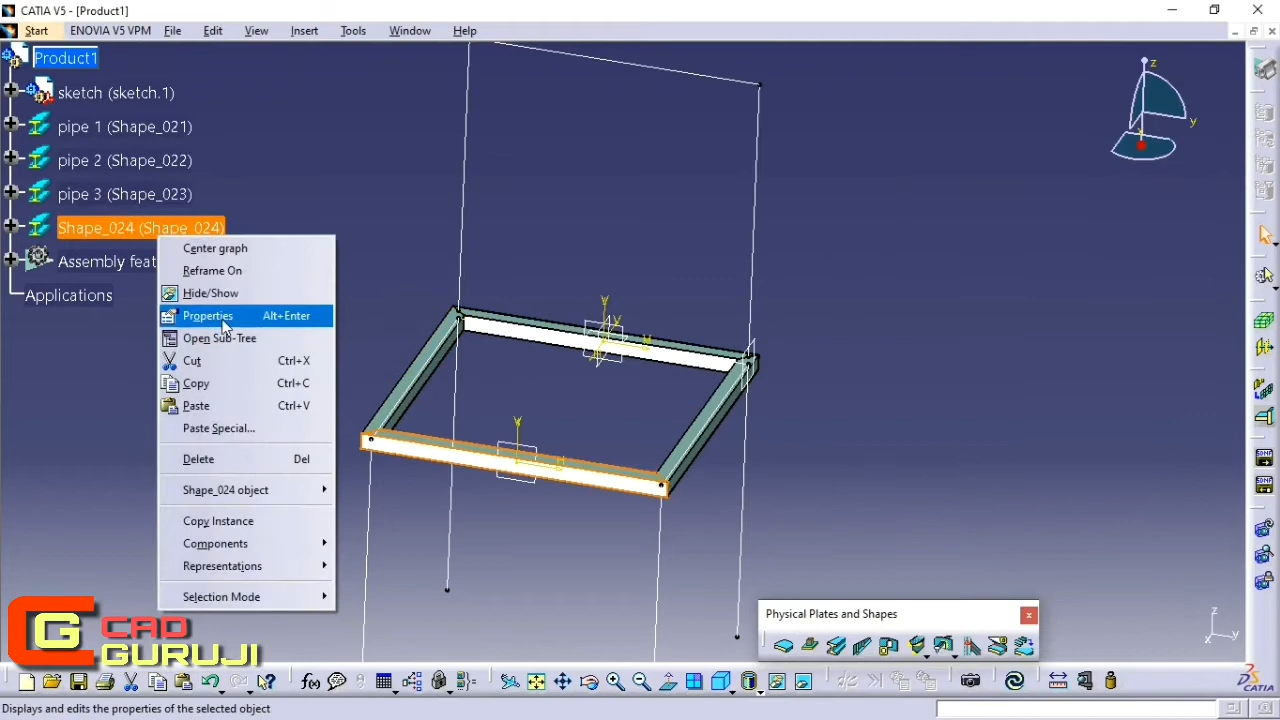 CATIA V5 - [Product1]
Start ENOVIA V5 VPM File Edit View Insert Tools Window Help
Product1
sketch (sketch.1)
pipe 1 (Shape_021)
pipe 2 (Shape_022)
pipe 3 (Shape_023)
Shape_024 (Shape_024)
Assembly feat
Applications
Center graph
Reframe On
Hide/Show
Properties Alt+Enter
Open Sub-Tree
Cut Ctrl+X
Copy Ctrl+C
Paste Ctrl+V
Paste Special...
Delete Del
Shape_024 object
Copy Instance
Components
Representations
Selection Mode
z
y
Physical Plates and Shapes
CG CAD
GURUJI
z
x y
f(x)
CATIA
Displays and edits the properties of the selected object